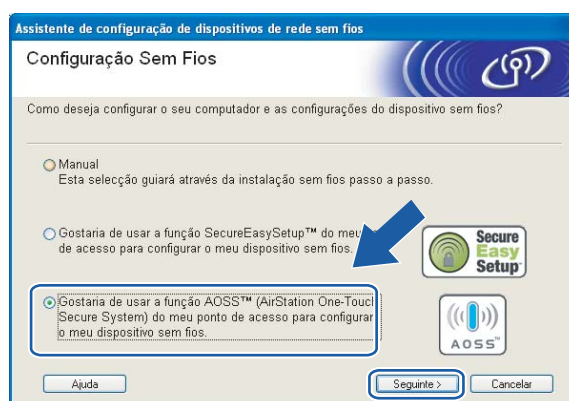 Assistente de configuração de dispositivos de rede sem fios
Configuração Sem Fios
Como deseja configurar o seu computador e as configurações do dispositivo sem fios?
Manual
Esta selecção guiará através da instalação sem fios passo a passo.
Gostaria de usar a função SecureEasySetup™ do meu
de acesso para configurar o meu dispositivo sem fios.
Secure
Easy
Setup
Gostaria de usar a função AOSS™ (AirStation One-Touch
Secure System) do meu ponto de acesso para configurar
o meu dispositivo sem fios.
AOSS™
Ajuda
Seguinte >
Cancelar